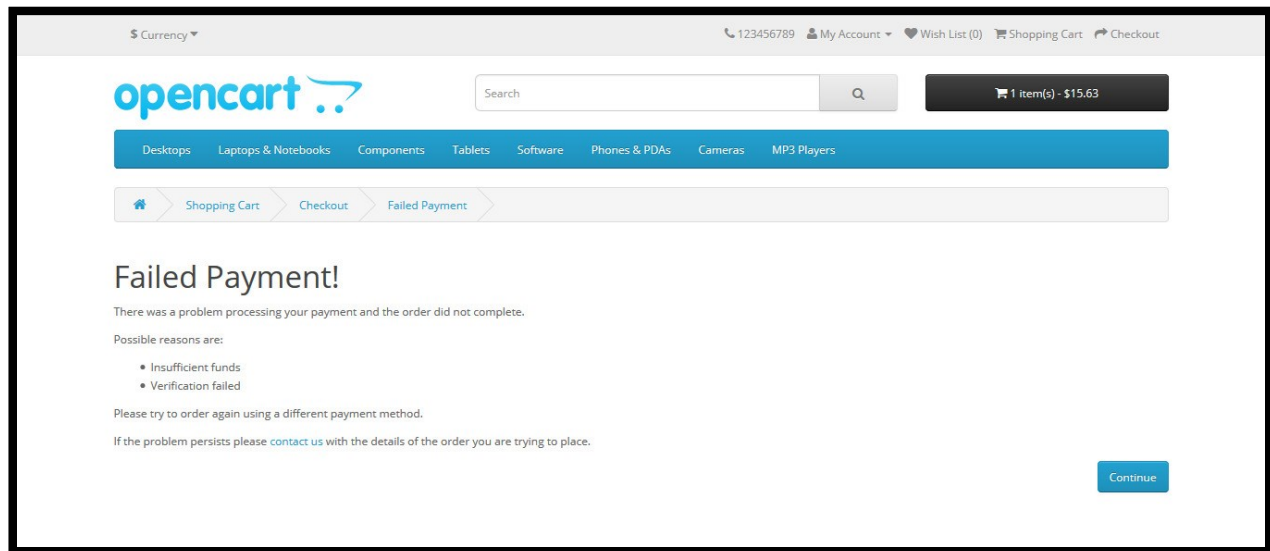 $ Currency
123456789 My Account Wish List (0) Shopping Cart Checkout
opencart
Search
1 item(s) - $15.63
Desktops Laptops & Notebooks Components Tablets Software Phones & PDAs Cameras MP3 Players
Shopping Cart Checkout Failed Payment
Failed Payment!
There was a problem processing your payment and the order did not complete.
Possible reasons are:
• Insufficient funds
• Verification failed
Please try to order again using a different payment method.
If the problem persists please contact us with the details of the order you are trying to place.
Continue